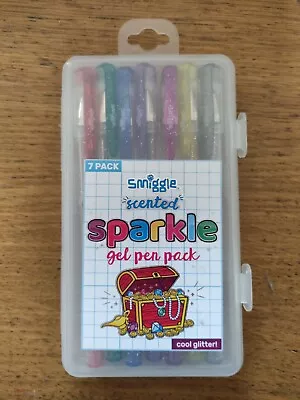 7 PACK
smiggle
scented
sparkle
gel pen pack
cool glitter!